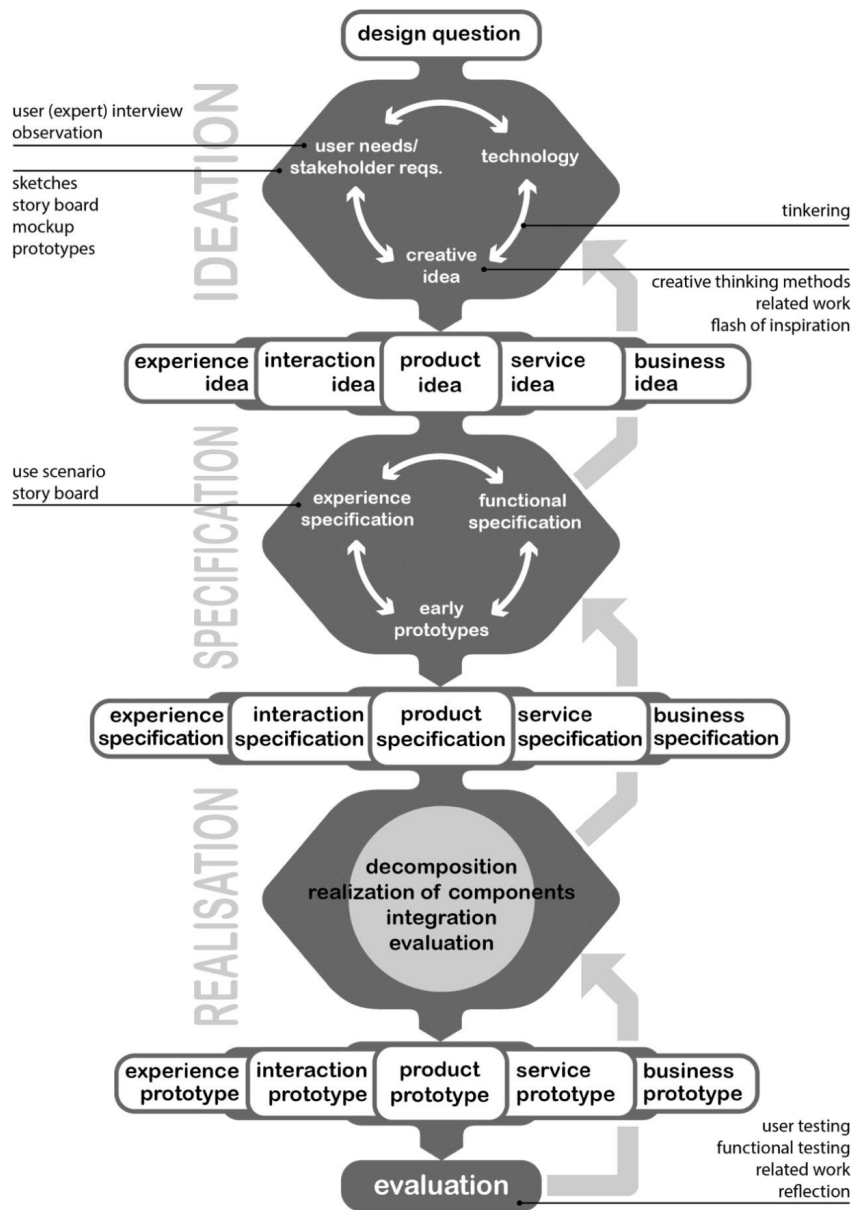 design question
IDEATION
user (expert) interview
observation
sketches
story board
mockup
prototypes
user needs/
stakeholder reqs.
technology
creative
idea
tinkering
creative thinking methods
related work
flash of inspiration
experience
idea
interaction
idea
product
idea
service
idea
business
idea
SPECIFICATION
use scenario
story board
experience
specification
functional
specification
early
prototypes
experience
specification
interaction
specification
product
specification
service
specification
business
specification
REALISATION
decomposition
realization of components
integration
evaluation
experience
prototype
interaction
prototype
product
prototype
service
prototype
business
prototype
user testing
functional testing
related work
reflection
evaluation